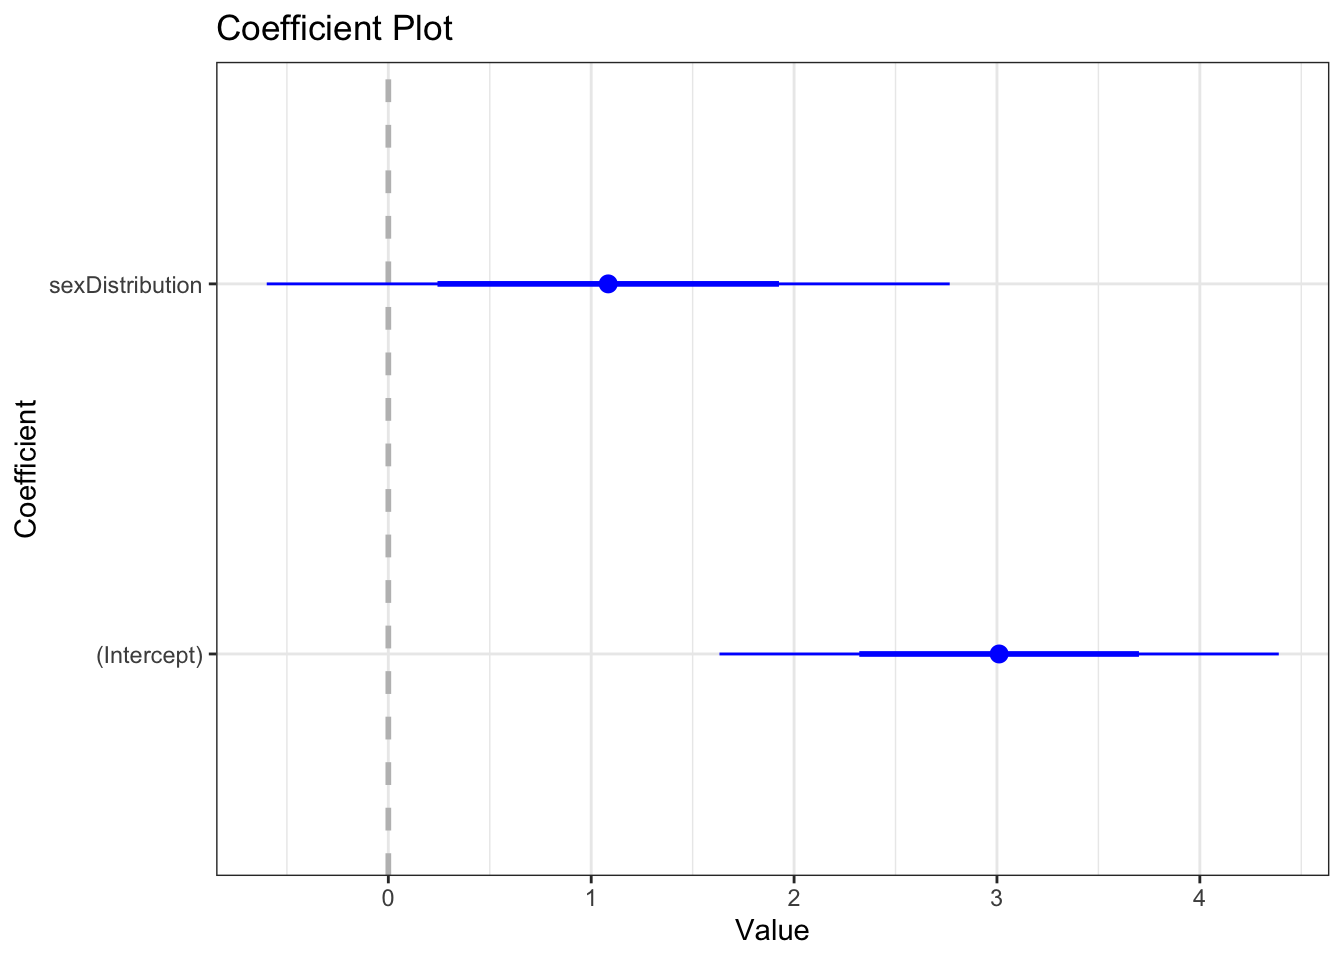 Coefficient Plot
sexDistribution
Coefficient
(Intercept)
0 1 2 3 4
Value